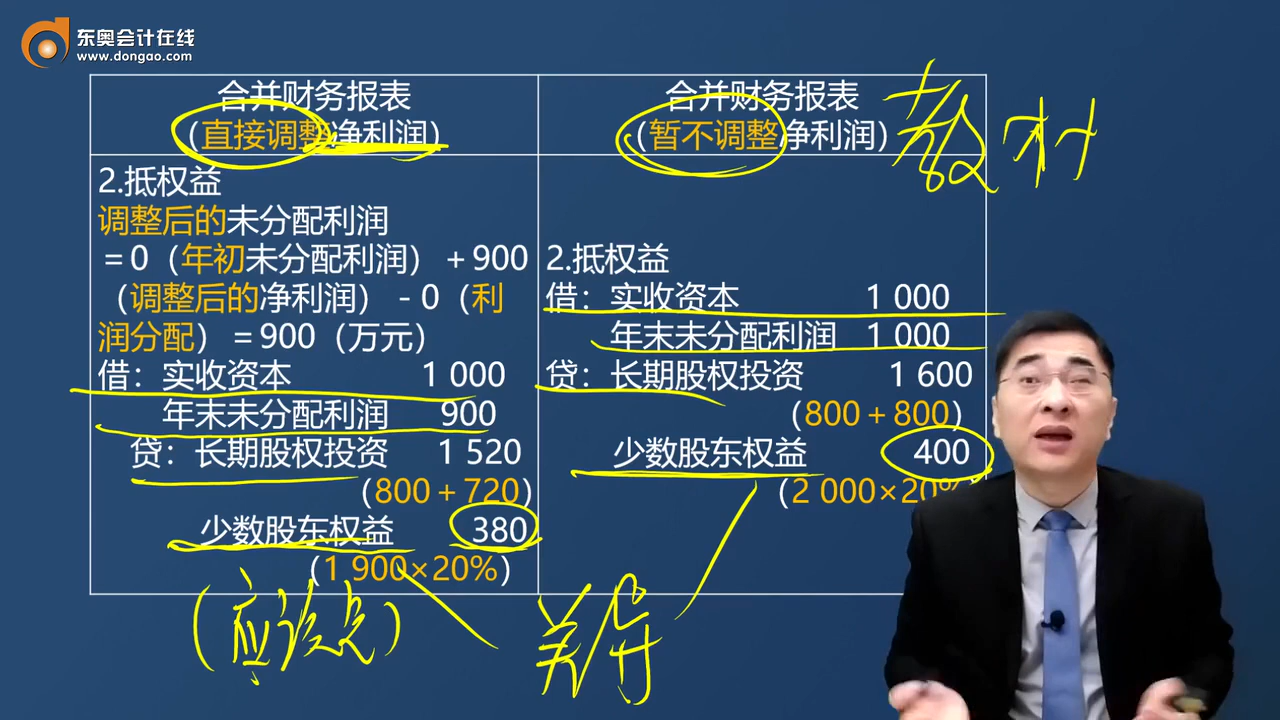 东奥会计在线
www.dongao.com
合并财务报表
（直接调整净利润）
2.抵权益
调整后的未分配利润
＝0（年初未分配利润）＋900
（调整后的净利润）－0（利
润分配）＝900（万元）
借：实收资本 1 000
年末未分配利润 900
贷：长期股权投资 1 520
（800＋720）
少数股东权益 380
（1 900×20%）
合并财务报表
（暂不调整净利润）
2.抵权益
借：实收资本 1 000
年末未分配利润 1 000
贷：长期股权投资 1 600
（800＋800）
少数股东权益 400
（2 000×20%
教材